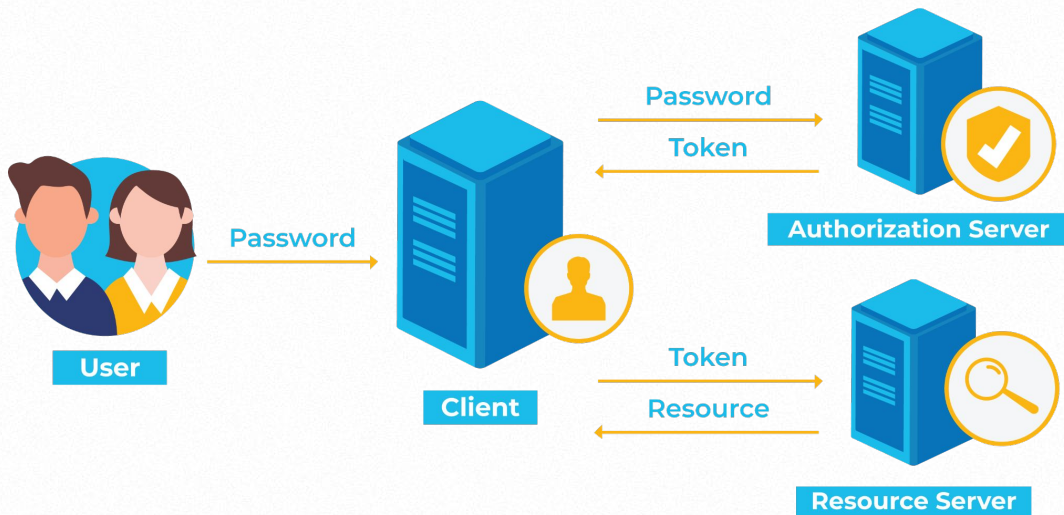 Password
Token
Authorization Server
Password
User
Client
Token
Resource
Resource Server